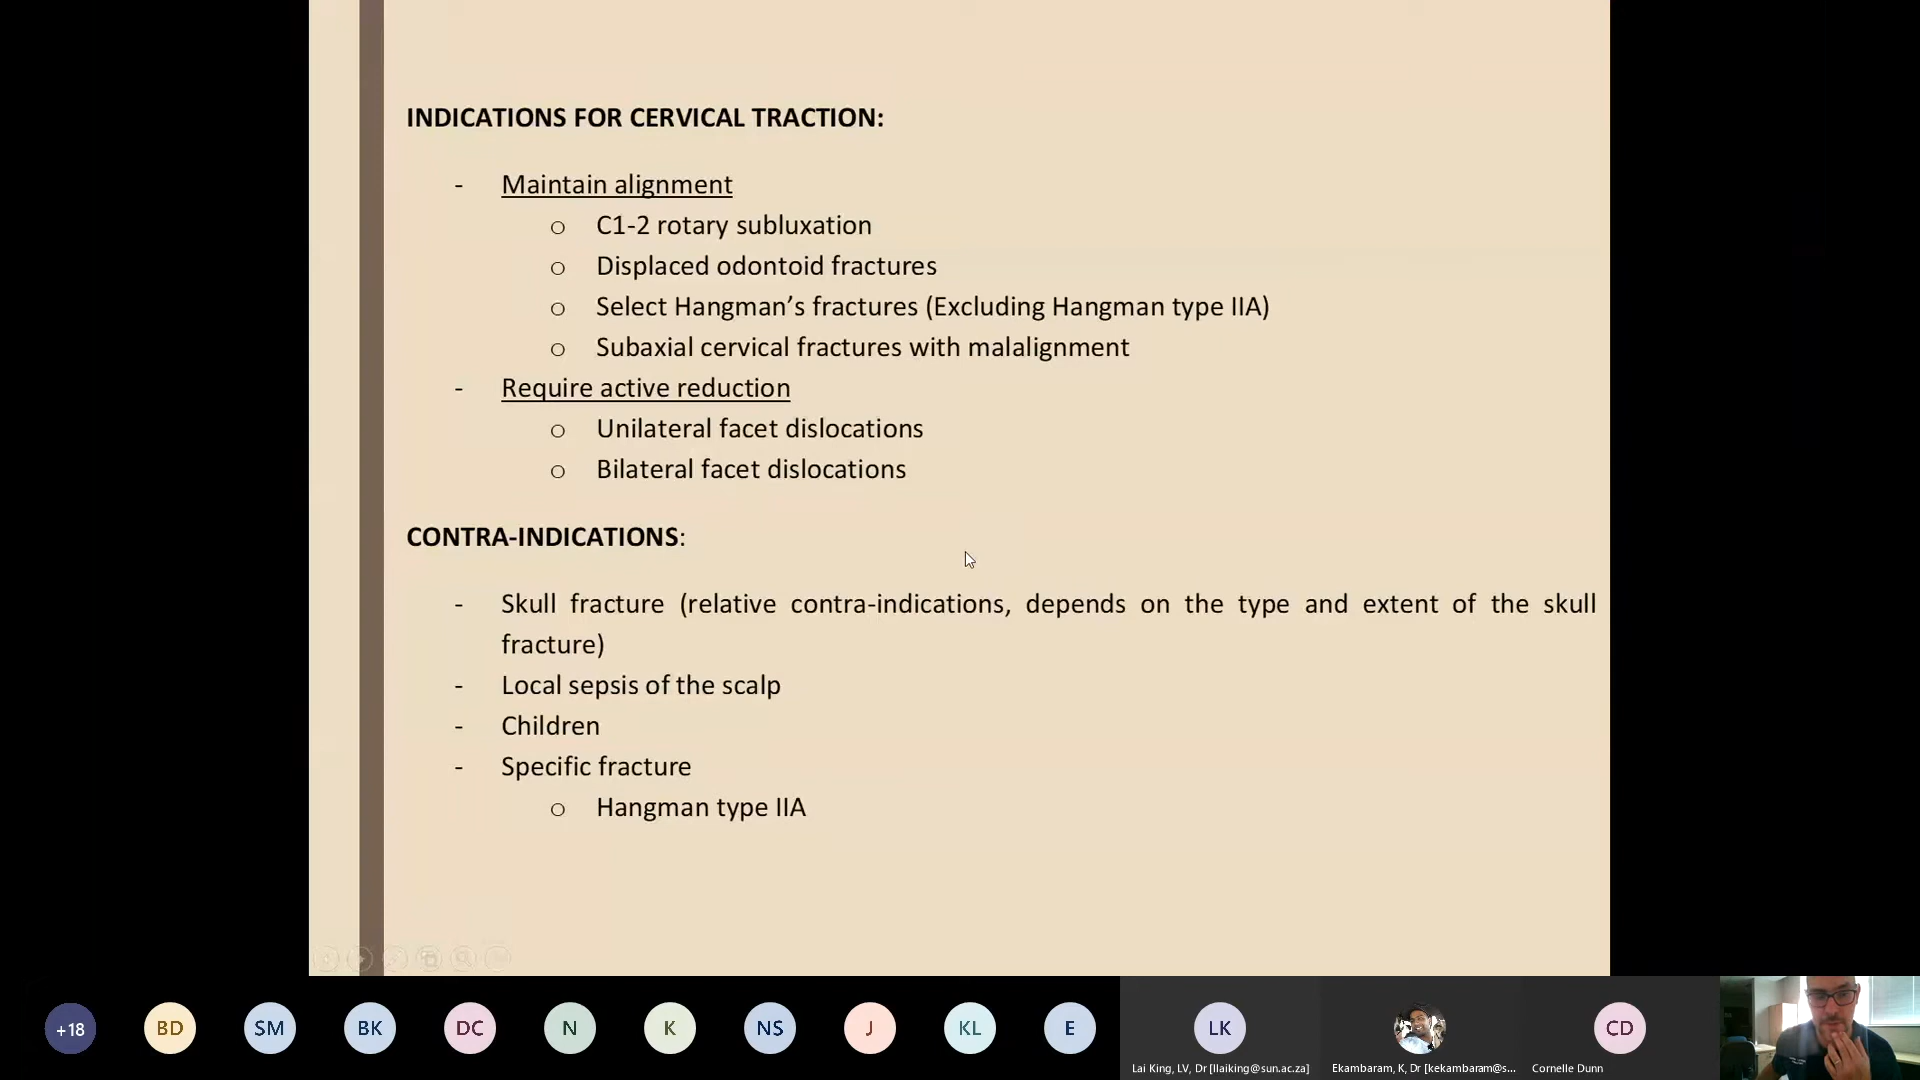 INDICATIONS FOR CERVICAL TRACTION:
- Maintain alignment
o C1-2 rotary subluxation
o Displaced odontoid fractures
o Select Hangman’s fractures (Excluding Hangman type IIA)
o Subaxial cervical fractures with malalignment
- Require active reduction
o Unilateral facet dislocations
o Bilateral facet dislocations
CONTRA-INDICATIONS:
- Skull fracture (relative contra-indications, depends on the type and extent of the skull
fracture)
- Local sepsis of the scalp
- Children
- Specific fracture
o Hangman type IIA
+18 BD SM BK DC N K NS J KL E LK CD
Lai King, LV, Dr [llaiking@sun.ac.za] Ekambaram, K, Dr [kekambaram@s... Cornelle Dunn